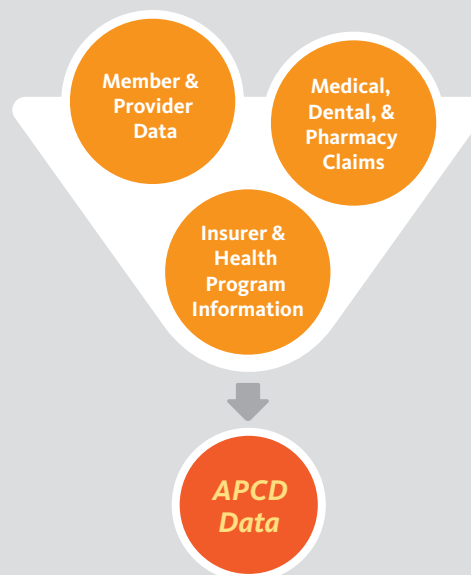 Member &
Provider
Data
Medical,
Dental, &
Pharmacy
Claims
Insurer &
Health
Program
Information
APCD
Data